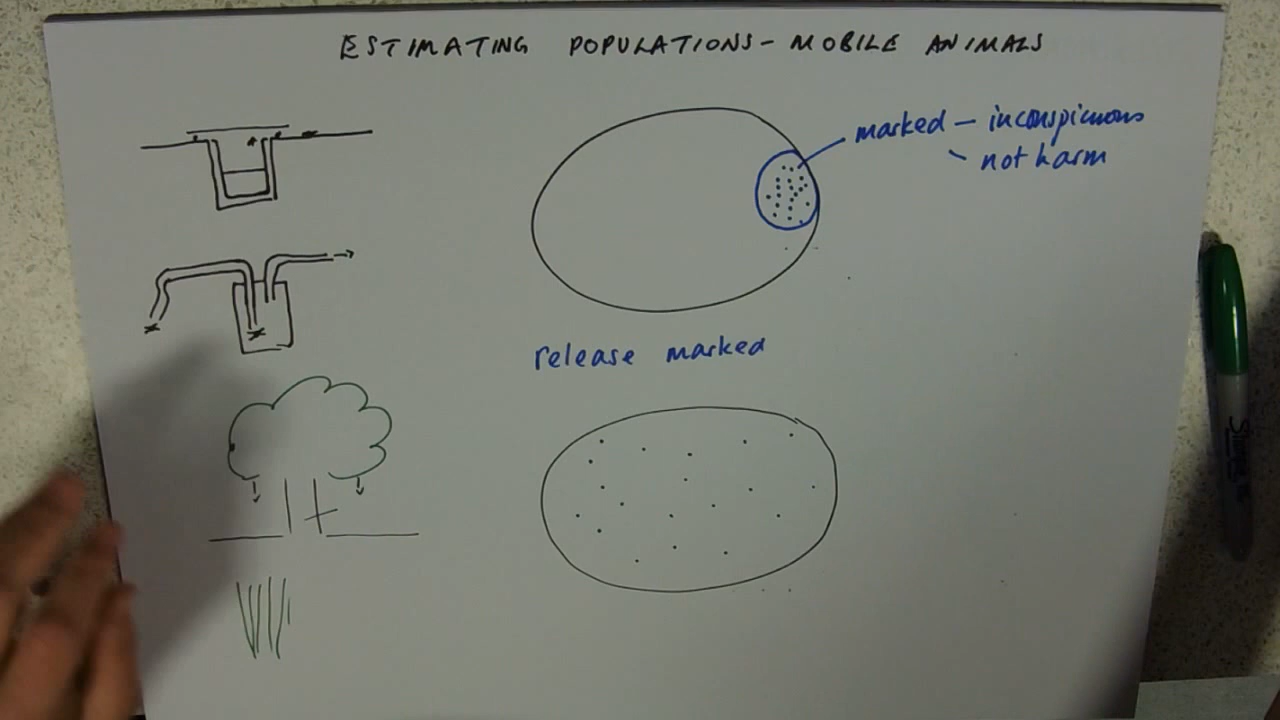 ESTIMATING POPULATIONS - MOBILE ANIMALS
marked - inconspicuous
- not harm
release marked